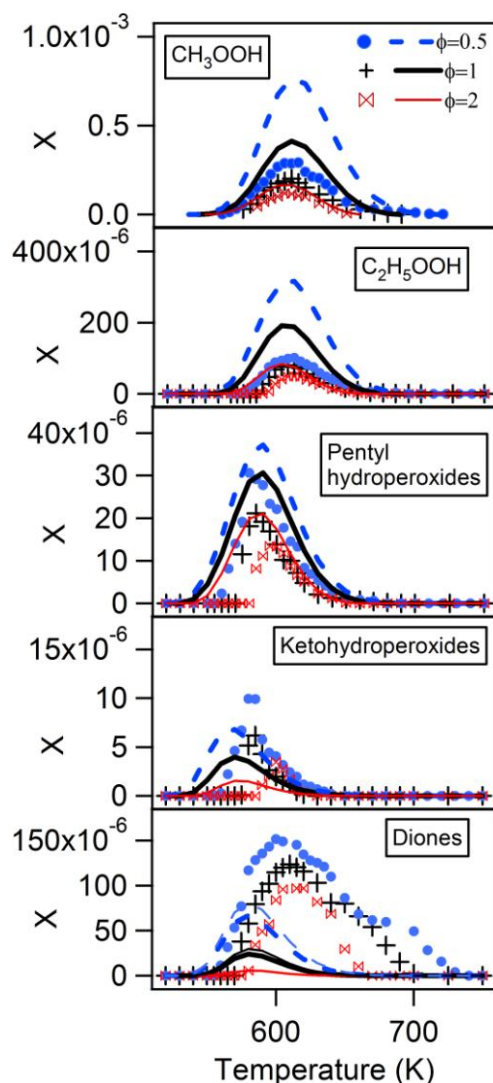 1.0x10⁻³
CH₃OOH
ϕ=0.5
ϕ=1
ϕ=2
X
0.5
0.0
400x10⁻⁶
C₂H₅OOH
X
200
0
40x10⁻⁶
Pentyl
hydroperoxides
30
X
20
10
0
Ketohydroperoxides
15x10⁻⁶
10
X
5
0
150x10⁻⁶
Diones
100
X
50
0
600
700
Temperature (K)